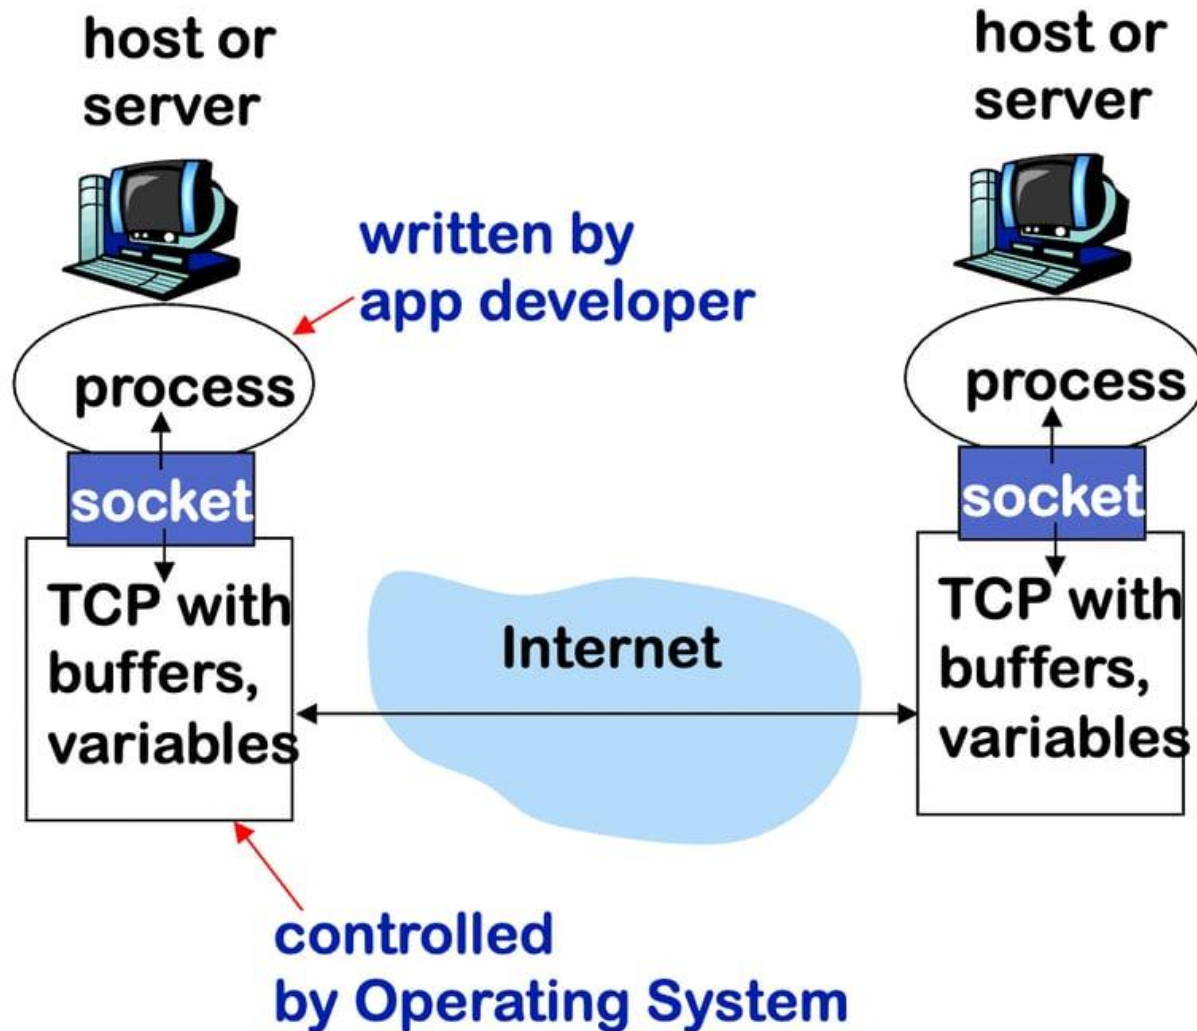 host or
server
host or
server
written by
app developer
process
process
socket
socket
TCP with
buffers,
variables
Internet
TCP with
buffers,
variables
controlled
by Operating System